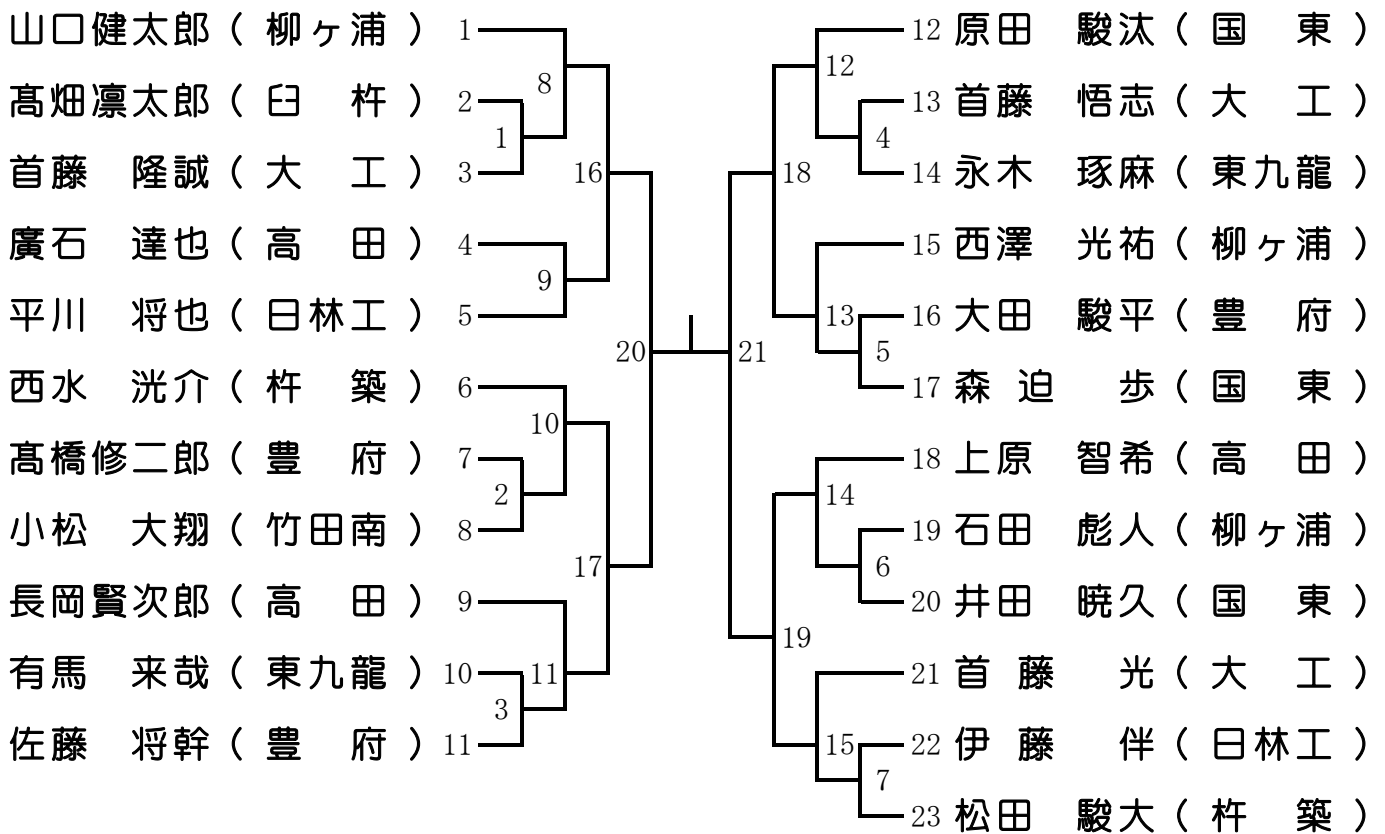 山口健太郎 ( 柳ヶ浦 ) 1
髙畑凛太郎 ( 臼 杵 ) 2
首藤 隆誠 ( 大 工 ) 3
廣石 達也 ( 高 田 ) 4
平川 将也 ( 日林工 ) 5
西水 洸介 ( 杵 築 ) 6
髙橋修二郎 ( 豊 府 ) 7
小松 大翔 ( 竹田南 ) 8
長岡賢次郎 ( 高 田 ) 9
有馬 来哉 ( 東九龍 ) 10
佐藤 将幹 ( 豊 府 ) 11
8
1
16
9
20
10
2
17
11
3
12 原田 駿汰 ( 国 東 )
13 首藤 悟志 ( 大 工 )
14 永木 琢麻 ( 東九龍 )
15 西澤 光祐 ( 柳ヶ浦 )
16 大田 駿平 ( 豊 府 )
17 森迫 歩 ( 国 東 )
18 上原 智希 ( 高 田 )
19 石田 彪人 ( 柳ヶ浦 )
20 井田 暁久 ( 国 東 )
21 首藤 光 ( 大 工 )
22 伊藤 伴 ( 日林工 )
23 松田 駿大 ( 杵 築 )
12
4
18
13
5
21
14
6
19
15
7